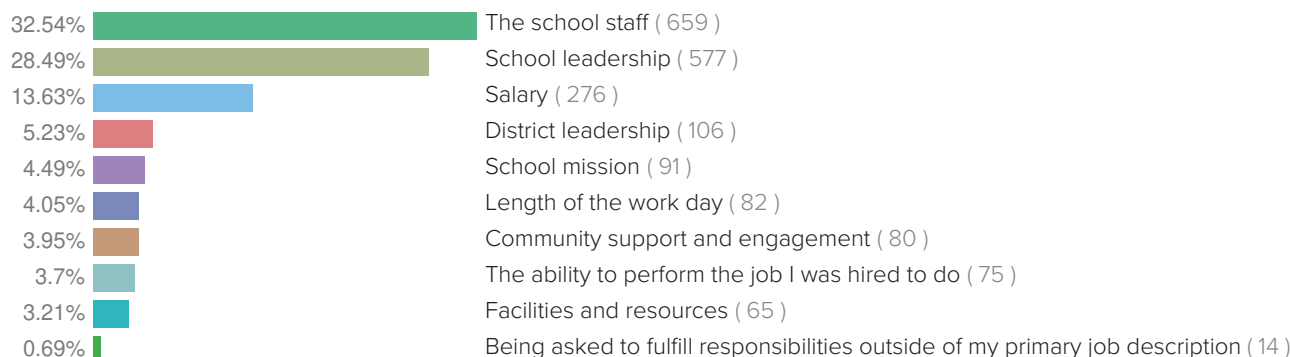 32.54% The school staff ( 659 )
28.49% School leadership ( 577 )
13.63% Salary ( 276 )
5.23% District leadership ( 106 )
4.49% School mission ( 91 )
4.05% Length of the work day ( 82 )
3.95% Community support and engagement ( 80 )
3.7% The ability to perform the job I was hired to do ( 75 )
3.21% Facilities and resources ( 65 )
0.69% Being asked to fulfill responsibilities outside of my primary job description ( 14 )